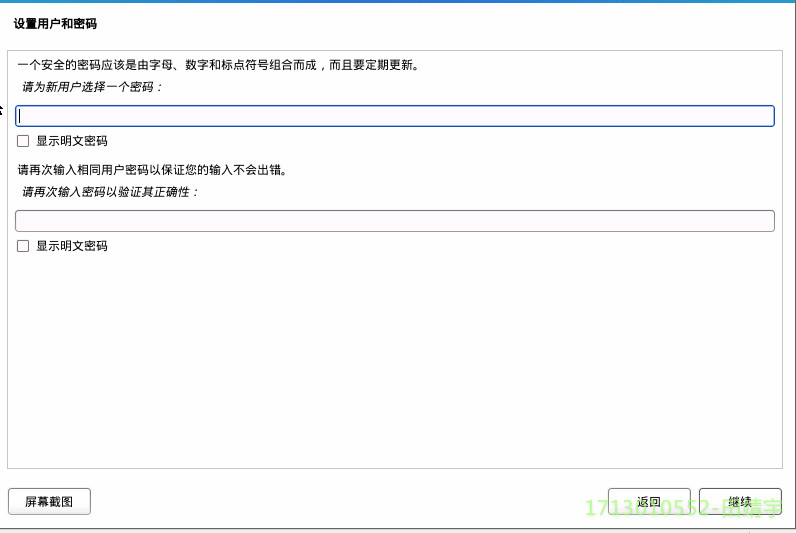 设置用户和密码
一个安全的密码应该是由字母、数字和标点符号组合而成，而且要定期更新。
请为新用户选择一个密码：
显示明文密码
请再次输入相同用户密码以保证您的输入不会出错。
请再次输入密码以验证其正确性：
显示明文密码
屏幕截图
返回
继续